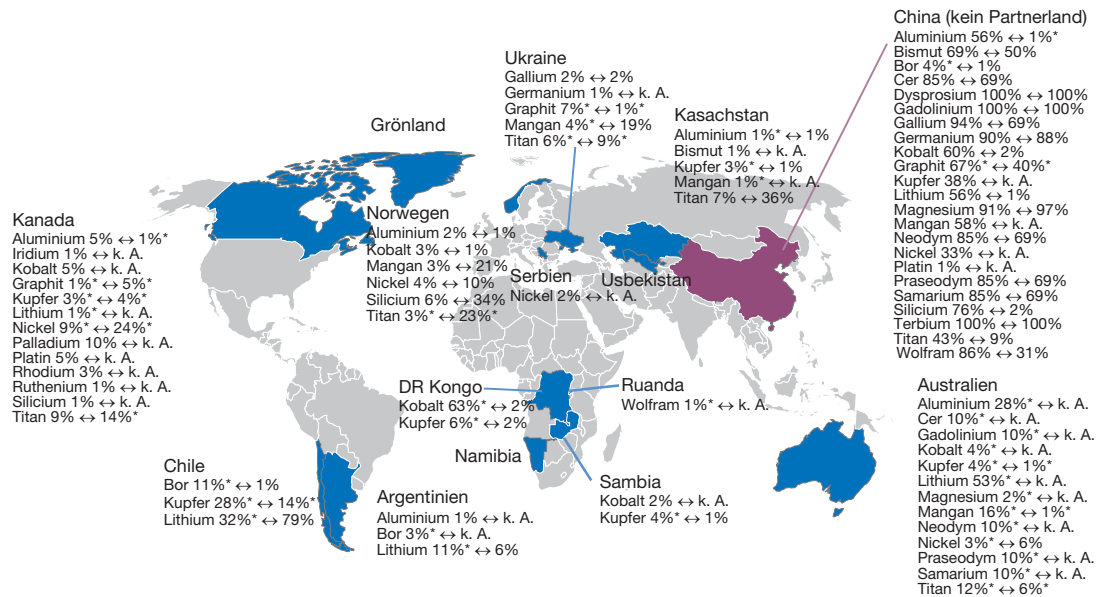 China (kein Partnerland)
Aluminium 56% ↔ 1%*
Bismut 69% ↔ 50%
Bor 4%* ↔ 1%
Cer 85% ↔ 69%
Dysprosium 100% ↔ 100%
Gadolinium 100% ↔ 100%
Gallium 94% ↔ 69%
Germanium 90% ↔ 88%
Kobalt 60% ↔ 2%
Graphit 67%* ↔ 40%*
Kupfer 38% ↔ k. A.
Lithium 56% ↔ 1%
Magnesium 91% ↔ 97%
Mangan 58% ↔ k. A.
Neodym 85% ↔ 69%
Nickel 33% ↔ k. A.
Platin 1% ↔ k. A.
Praseodym 85% ↔ 69%
Samarium 85% ↔ 69%
Silicium 76% ↔ 2%
Terbium 100% ↔ 100%
Titan 43% ↔ 9%
Wolfram 86% ↔ 31%
Ukraine
Gallium 2% ↔ 2%
Germanium 1% ↔ k. A.
Graphit 7%* ↔ 1%*
Mangan 4%* ↔ 19%
Titan 6%* ↔ 9%*
Kasachstan
Aluminium 1%* ↔ 1%
Bismut 1% ↔ k. A.
Kupfer 3%* ↔ 1%
Mangan 1%* ↔ k. A.
Titan 7% ↔ 36%
Grönland
Kanada
Aluminium 5% ↔ 1%*
Iridium 1% ↔ k. A.
Kobalt 5% ↔ k. A.
Graphit 1%* ↔ 5%*
Kupfer 3%* ↔ 4%*
Lithium 1%* ↔ k. A.
Nickel 9%* ↔ 24%*
Palladium 10% ↔ k. A.
Platin 5% ↔ k. A.
Rhodium 3% ↔ k. A.
Ruthenium 1% ↔ k. A.
Silicium 1% ↔ k. A.
Titan 9% ↔ 14%*
Norwegen
Aluminium 2% ↔ 1%
Kobalt 3% ↔ 1%
Mangan 3% ↔ 21%
Nickel 4% ↔ 10%
Silicium 6% ↔ 34%
Titan 3%* ↔ 23%*
Serbien
Nickel 2% ↔ k. A.
Usbekistan
DR Kongo
Kobalt 63%* ↔ 2%
Kupfer 6%* ↔ 2%
Ruanda
Wolfram 1%* ↔ k. A.
Namibia
Sambia
Kobalt 2% ↔ k. A.
Kupfer 4%* ↔ 1%
Chile
Bor 11%* ↔ 1%
Kupfer 28%* ↔ 14%*
Lithium 32%* ↔ 79%
Argentinien
Aluminium 1% ↔ k. A.
Bor 3%* ↔ k. A.
Lithium 11%* ↔ 6%
Australien
Aluminium 28%* ↔ k. A.
Cer 10%* ↔ k. A.
Gadolinium 10%* ↔ k. A.
Kobalt 4%* ↔ k. A.
Kupfer 4%* ↔ 1%*
Lithium 53%* ↔ k. A.
Magnesium 2%* ↔ k. A.
Mangan 16%* ↔ 1%*
Neodym 10%* ↔ k. A.
Nickel 3%* ↔ 6%
Praseodym 10%* ↔ k. A.
Samarium 10%* ↔ k. A.
Titan 12%* ↔ 6%*